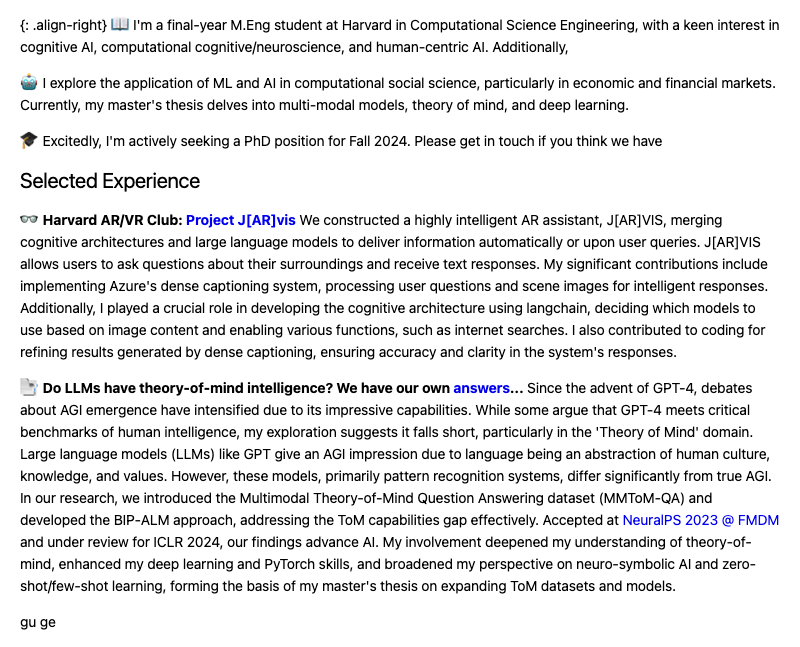 {: .align-right} 📖 I'm a final-year M.Eng student at Harvard in Computational Science Engineering, with a keen interest in
cognitive AI, computational cognitive/neuroscience, and human-centric AI. Additionally,
🤖 I explore the application of ML and AI in computational social science, particularly in economic and financial markets.
Currently, my master's thesis delves into multi-modal models, theory of mind, and deep learning.
🎓 Excitedly, I'm actively seeking a PhD position for Fall 2024. Please get in touch if you think we have
Selected Experience
👓 Harvard AR/VR Club: Project J[AR]vis We constructed a highly intelligent AR assistant, J[AR]VIS, merging
cognitive architectures and large language models to deliver information automatically or upon user queries. J[AR]VIS
allows users to ask questions about their surroundings and receive text responses. My significant contributions include
implementing Azure's dense captioning system, processing user questions and scene images for intelligent responses.
Additionally, I played a crucial role in developing the cognitive architecture using langchain, deciding which models to
use based on image content and enabling various functions, such as internet searches. I also contributed to coding for
refining results generated by dense captioning, ensuring accuracy and clarity in the system's responses.
📑 Do LLMs have theory-of-mind intelligence? We have our own answers... Since the advent of GPT-4, debates
about AGI emergence have intensified due to its impressive capabilities. While some argue that GPT-4 meets critical
benchmarks of human intelligence, my exploration suggests it falls short, particularly in the 'Theory of Mind' domain.
Large language models (LLMs) like GPT give an AGI impression due to language being an abstraction of human culture,
knowledge, and values. However, these models, primarily pattern recognition systems, differ significantly from true AGI.
In our research, we introduced the Multimodal Theory-of-Mind Question Answering dataset (MMToM-QA) and
developed the BIP-ALM approach, addressing the ToM capabilities gap effectively. Accepted at NeuralPS 2023 @ FMDM
and under review for ICLR 2024, our findings advance AI. My involvement deepened my understanding of theory-of-
mind, enhanced my deep learning and PyTorch skills, and broadened my perspective on neuro-symbolic AI and zero-
shot/few-shot learning, forming the basis of my master's thesis on expanding ToM datasets and models.
gu ge